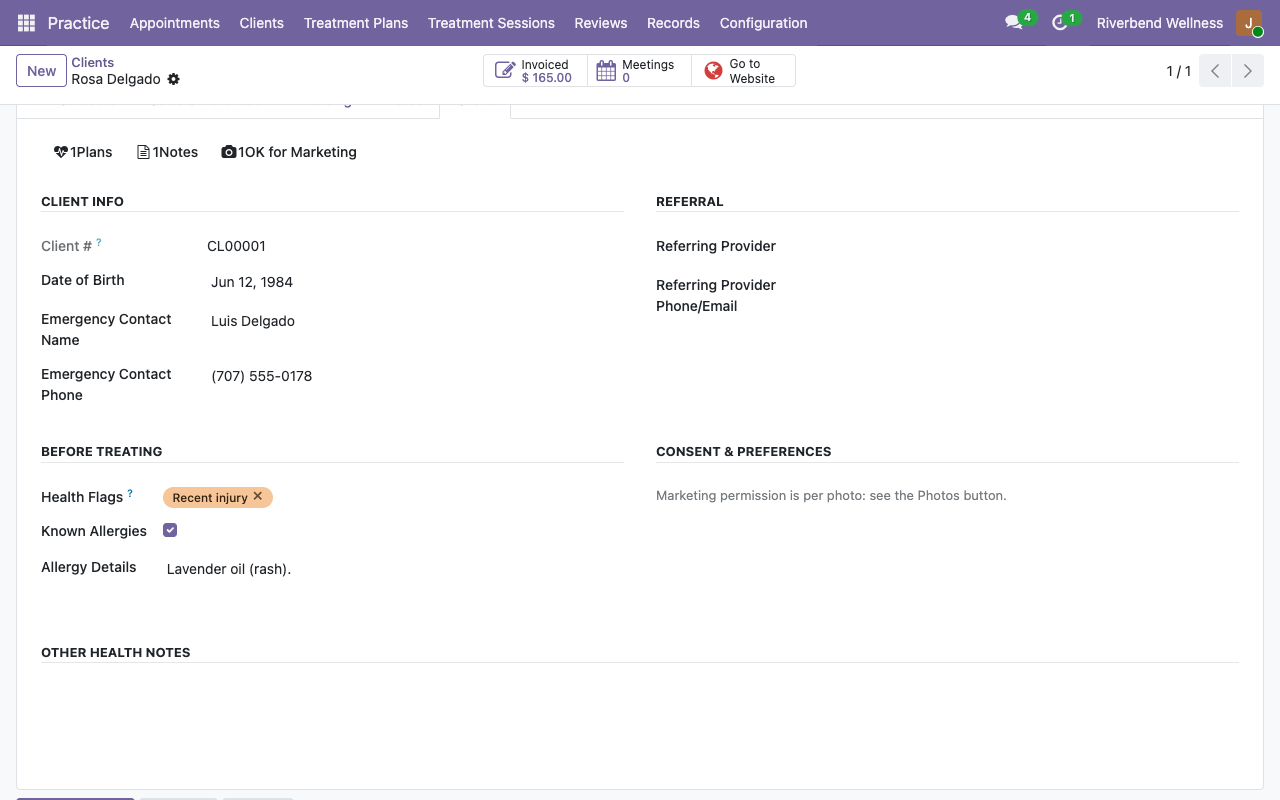 Practice Appointments Clients Treatment Plans Treatment Sessions Reviews Records Configuration 4 1 Riverbend Wellness J
New Clients
Rosa Delgado
Invoiced
$ 165.00
Meetings
0
Go to
Website
1 / 1
1Plans 1Notes 1OK for Marketing
CLIENT INFO
Client # ? CL00001
Date of Birth Jun 12, 1984
Emergency Contact
Name
Luis Delgado
Emergency Contact
Phone
(707) 555-0178
REFERRAL
Referring Provider
Referring Provider
Phone/Email
BEFORE TREATING
Health Flags ? Recent injury ✕
Known Allergies
Allergy Details Lavender oil (rash).
CONSENT & PREFERENCES
Marketing permission is per photo: see the Photos button.
OTHER HEALTH NOTES